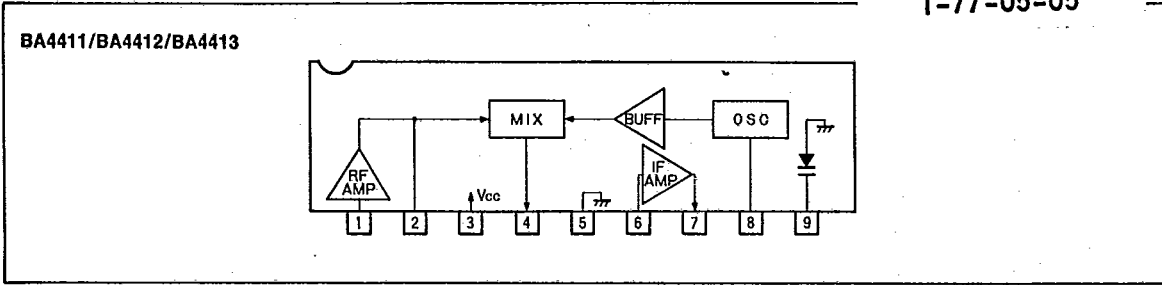 T-77-05-05
BA4411/BA4412/BA4413
MIX
BUFF
OSC
RF
AMP
IF
AMP
Vcc
1 2 3 4 5 6 7 8 9